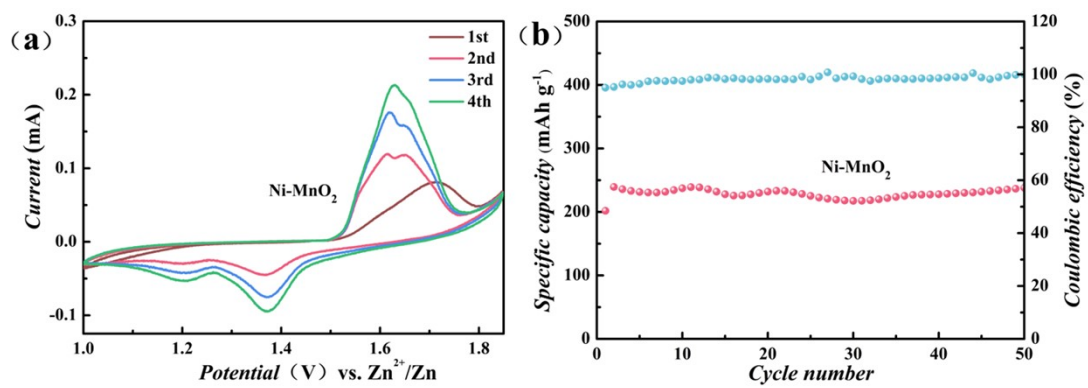 (a)
Current (mA)
0.3
0.2
0.1
0.0
-0.1
1st
2nd
3rd
4th
Ni-MnO₂
1.0 1.2 1.4 1.6 1.8
Potential (V) vs. Zn²⁺/Zn
(b)
Specific capacity (mAh g⁻¹)
500
400
300
200
100
0
Ni-MnO₂
120
100
80
60
40
20
0
Coulombic efficiency (%)
0 10 20 30 40 50
Cycle number